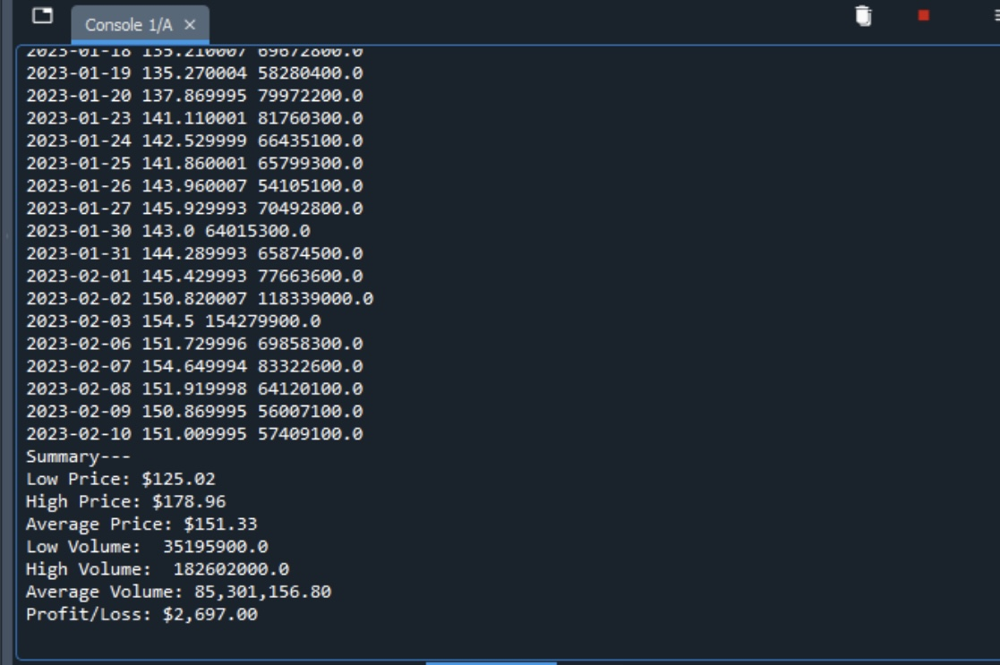 Console 1/A ×
2023-01-18 135.210007 69672800.0
2023-01-19 135.270004 58280400.0
2023-01-20 137.869995 79972200.0
2023-01-23 141.110001 81760300.0
2023-01-24 142.529999 66435100.0
2023-01-25 141.860001 65799300.0
2023-01-26 143.960007 54105100.0
2023-01-27 145.929993 70492800.0
2023-01-30 143.0 64015300.0
2023-01-31 144.289993 65874500.0
2023-02-01 145.429993 77663600.0
2023-02-02 150.820007 118339000.0
2023-02-03 154.5 154279900.0
2023-02-06 151.729996 69858300.0
2023-02-07 154.649994 83322600.0
2023-02-08 151.919998 64120100.0
2023-02-09 150.869995 56007100.0
2023-02-10 151.009995 57409100.0
Summary---
Low Price: $125.02
High Price: $178.96
Average Price: $151.33
Low Volume:  35195900.0
High Volume:  182602000.0
Average Volume: 85,301,156.80
Profit/Loss: $2,697.00